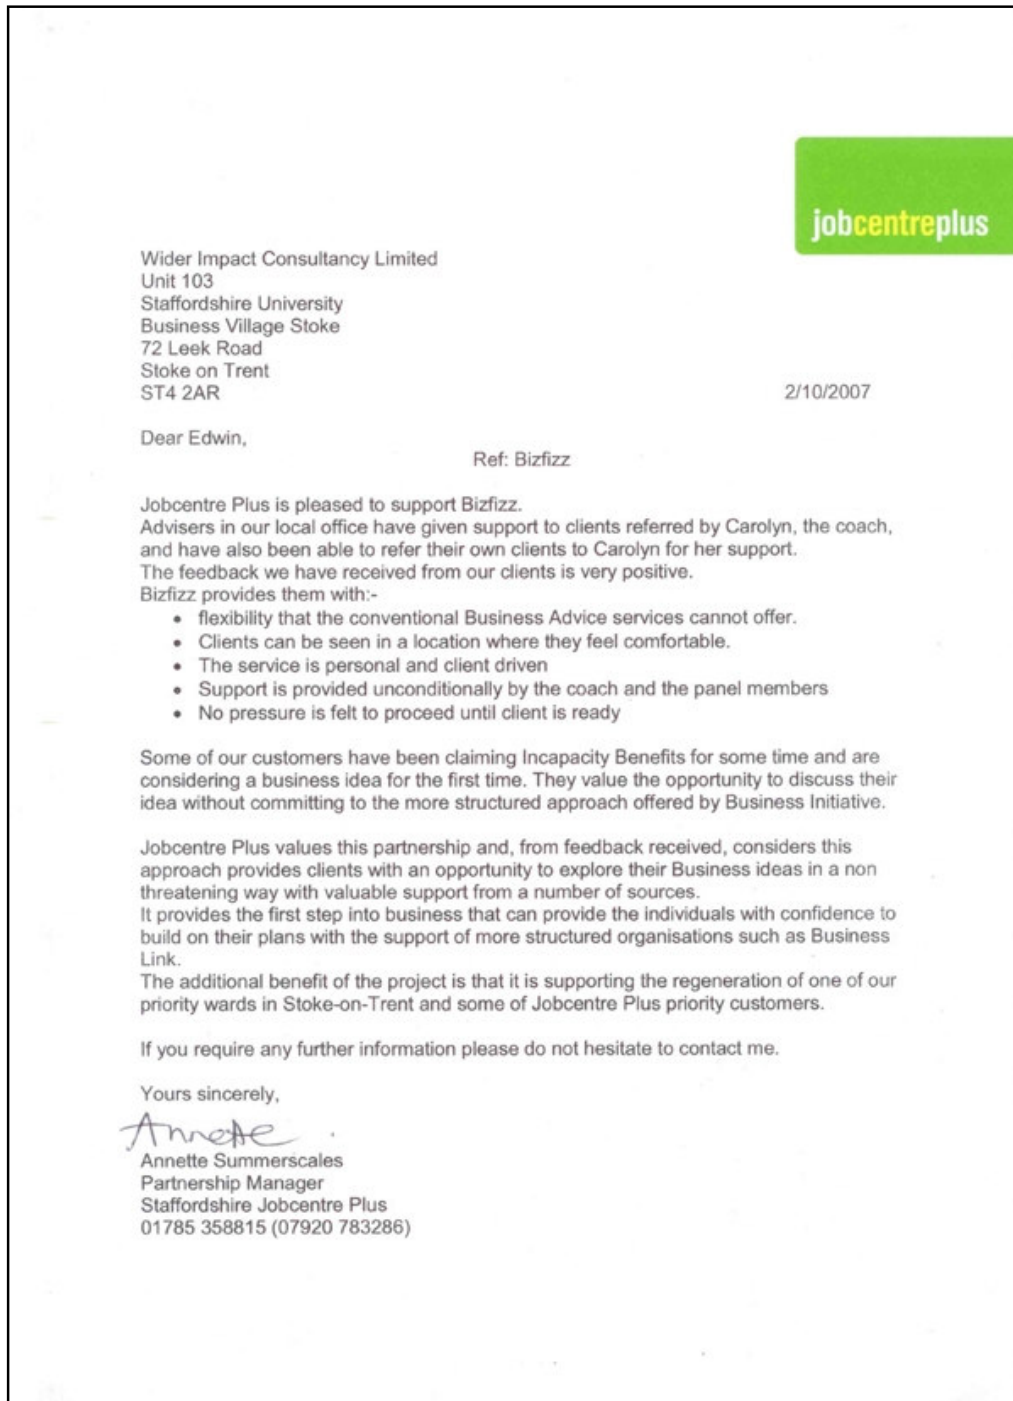 jobcentreplus
Wider Impact Consultancy Limited
Unit 103
Staffordshire University
Business Village Stoke
72 Leek Road
Stoke on Trent
ST4 2AR
2/10/2007
Dear Edwin,
Ref: Bizfizz
Jobcentre Plus is pleased to support Bizfizz.
Advisers in our local office have given support to clients referred by Carolyn, the coach,
and have also been able to refer their own clients to Carolyn for her support.
The feedback we have received from our clients is very positive.
Bizfizz provides them with:-
• flexibility that the conventional Business Advice services cannot offer.
• Clients can be seen in a location where they feel comfortable.
• The service is personal and client driven
• Support is provided unconditionally by the coach and the panel members
• No pressure is felt to proceed until client is ready
Some of our customers have been claiming Incapacity Benefits for some time and are
considering a business idea for the first time. They value the opportunity to discuss their
idea without committing to the more structured approach offered by Business Initiative.
Jobcentre Plus values this partnership and, from feedback received, considers this
approach provides clients with an opportunity to explore their Business ideas in a non
threatening way with valuable support from a number of sources.
It provides the first step into business that can provide the individuals with confidence to
build on their plans with the support of more structured organisations such as Business
Link.
The additional benefit of the project is that it is supporting the regeneration of one of our
priority wards in Stoke-on-Trent and some of Jobcentre Plus priority customers.
If you require any further information please do not hesitate to contact me.
Yours sincerely,
Annette
Annette Summerscales
Partnership Manager
Staffordshire Jobcentre Plus
01785 358815 (07920 783286)